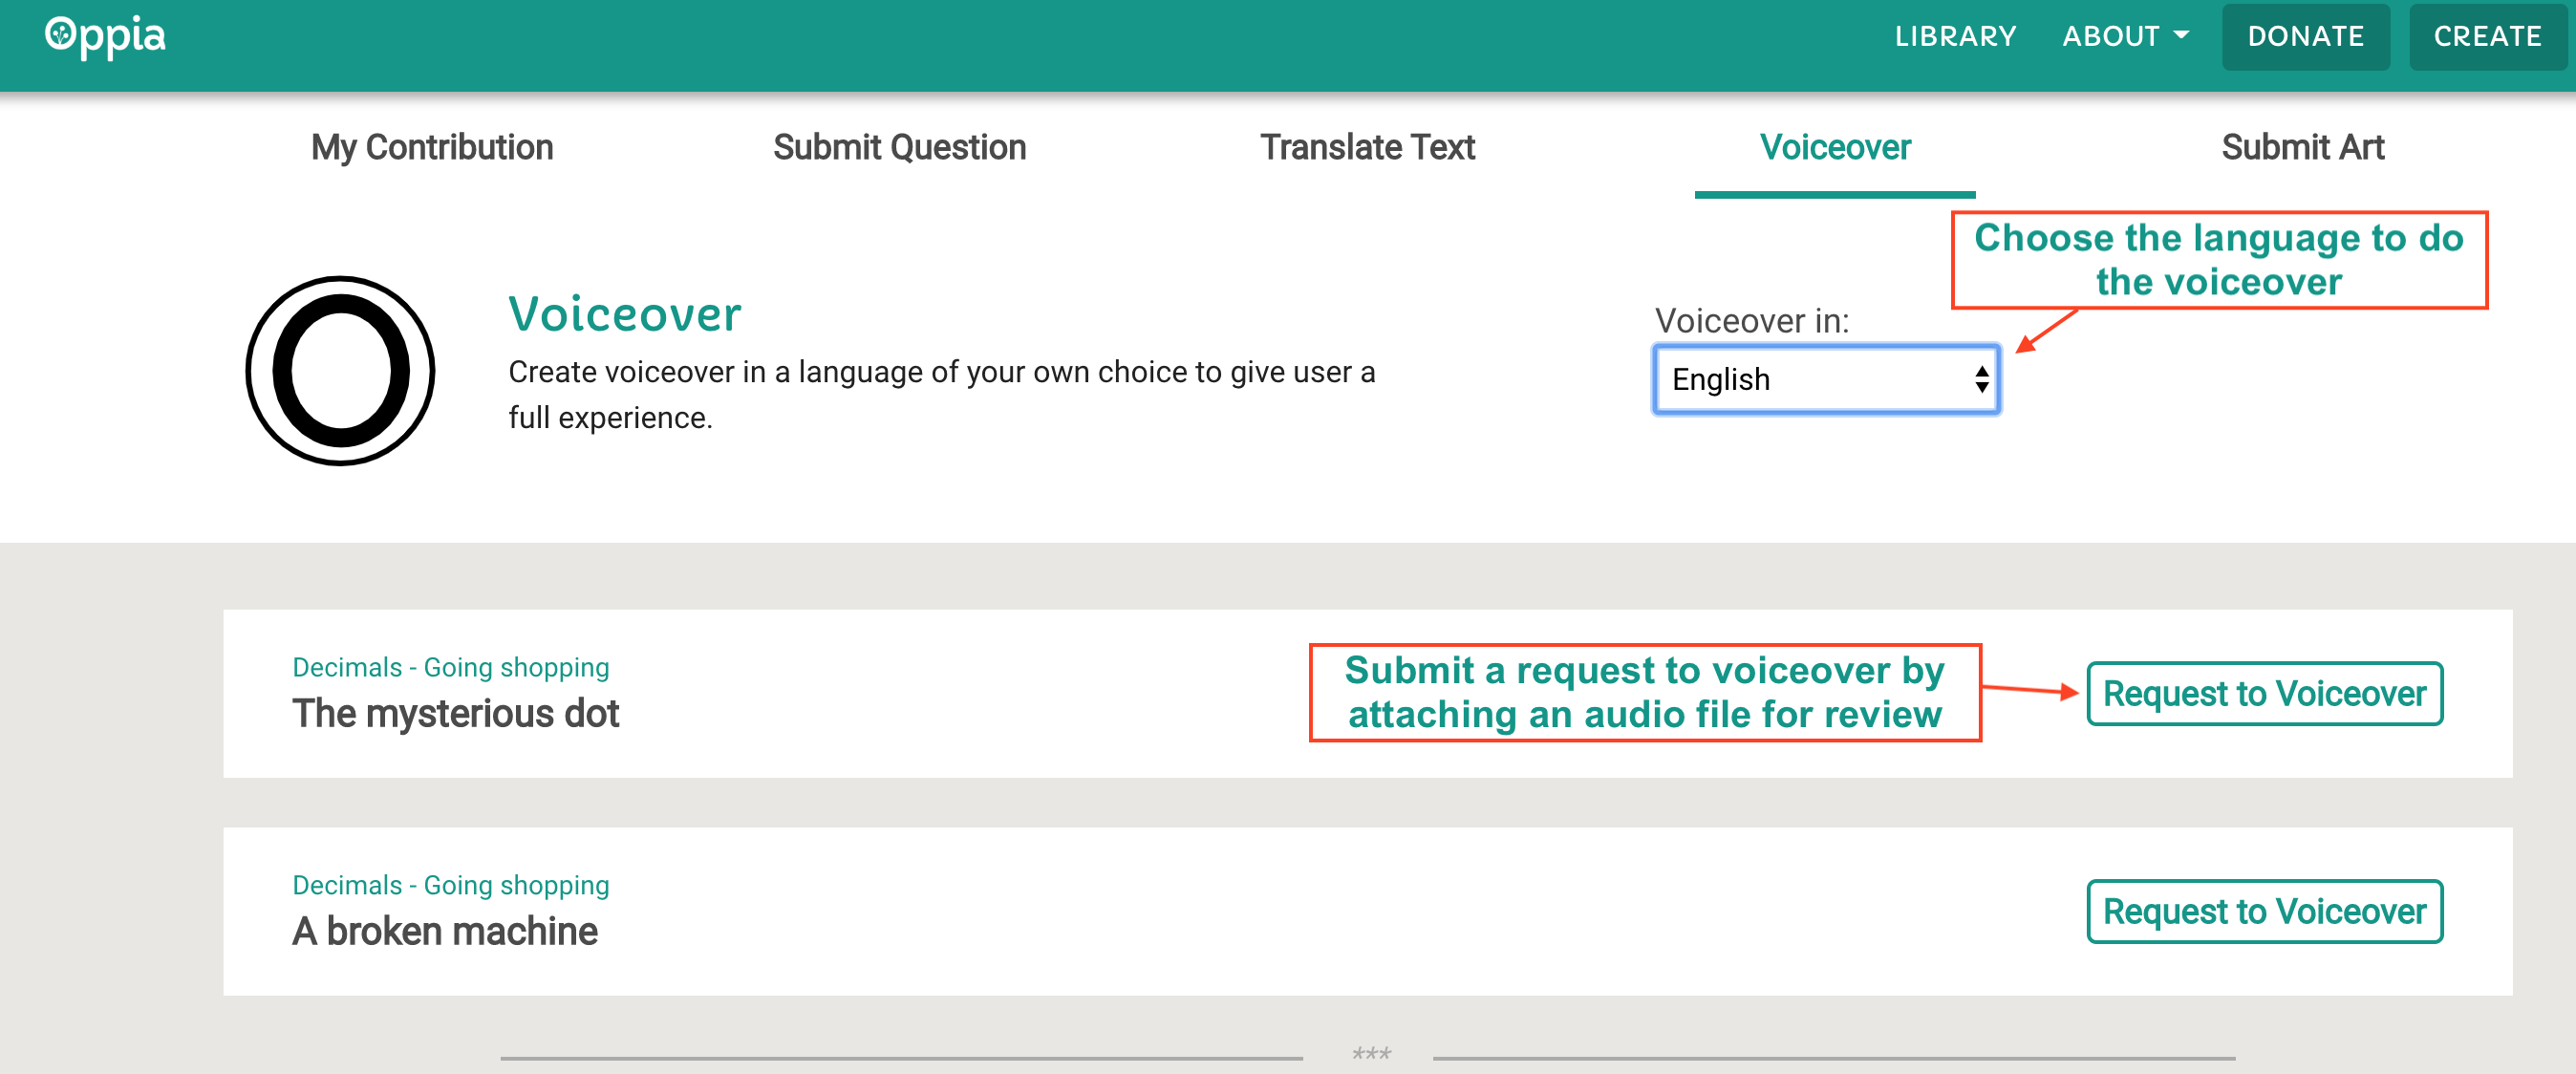 Oppia
LIBRARY
ABOUT
DONATE
CREATE
My Contribution
Submit Question
Translate Text
Voiceover
Submit Art
Choose the language to do
the voiceover
Voiceover
Create voiceover in a language of your own choice to give user a
full experience.
Voiceover in:
English
Decimals - Going shopping
The mysterious dot
Submit a request to voiceover by
attaching an audio file for review
Request to Voiceover
Decimals - Going shopping
A broken machine
Request to Voiceover
***